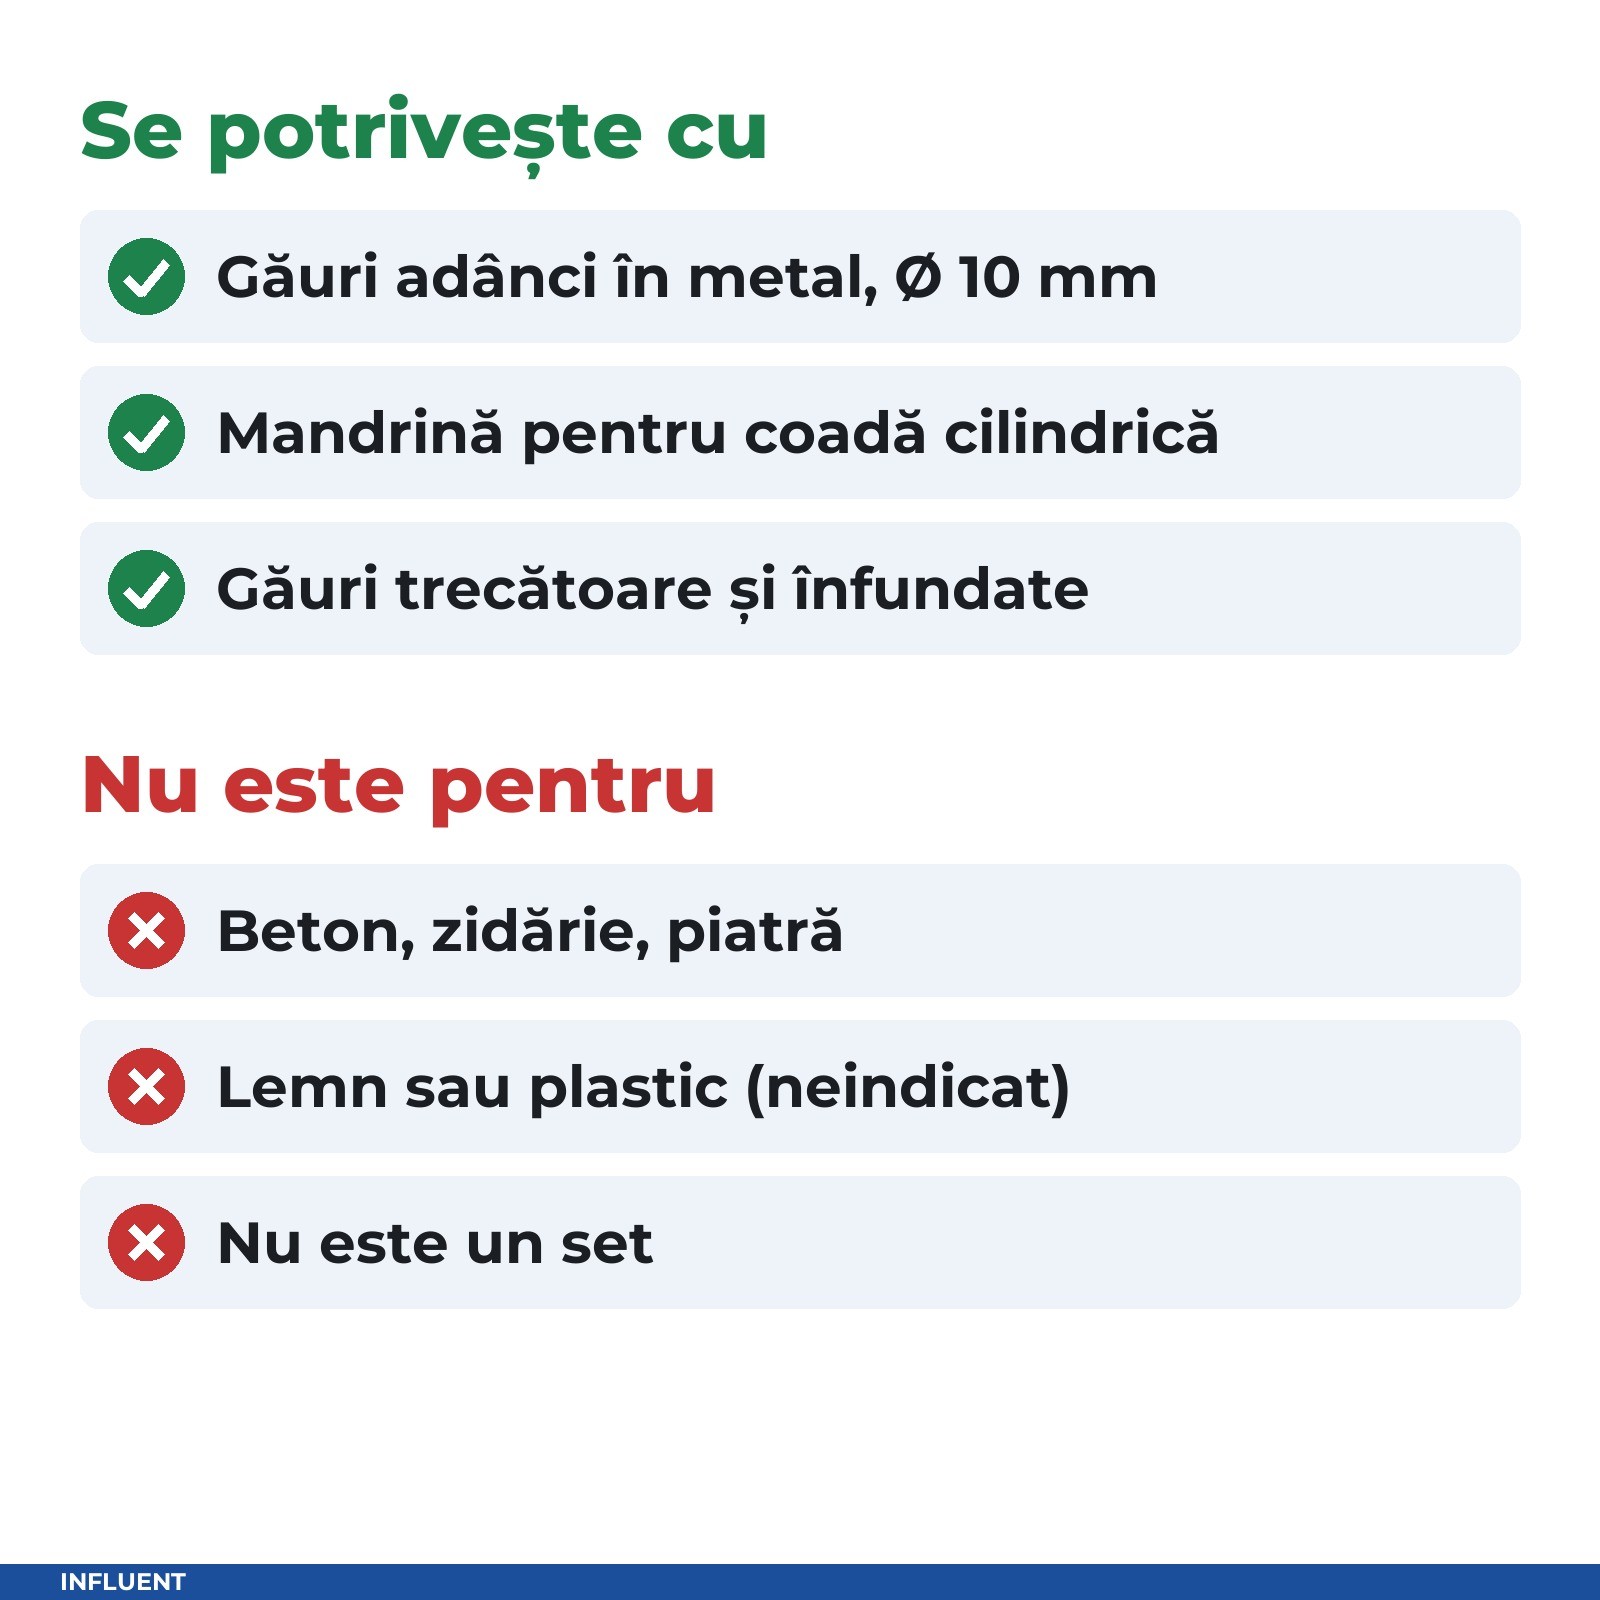 Se potrivește cu
Găuri adânci în metal, Ø 10 mm
Mandrină pentru coadă cilindrică
Găuri trecătoare și înfundate
Nu este pentru
Beton, zidărie, piatră
Lemn sau plastic (neindicat)
Nu este un set
INFLUENT